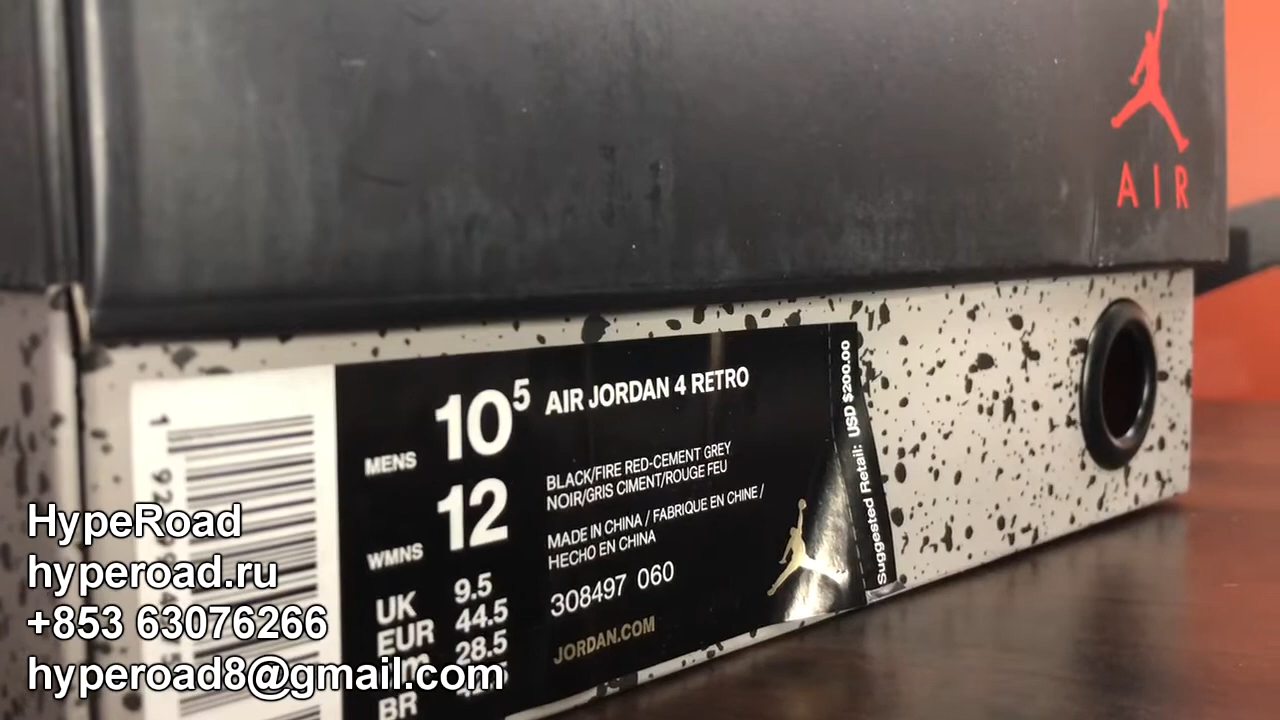 AIR
10⁵ AIR JORDAN 4 RETRO
MENS
12
WMNS
BLACK/FIRE RED-CEMENT GREY
NOIR/GRIS CIMENT/ROUGE FEU
MADE IN CHINA / FABRIQUE EN CHINE /
HECHO EN CHINA
308497 060
JORDAN.COM
UK 9.5
EUR 44.5
28.5
BR
Suggested Retail: USD $200.00
HypeRoad
hyperoad.ru
+853 63076266
hyperoad8@gmail.com